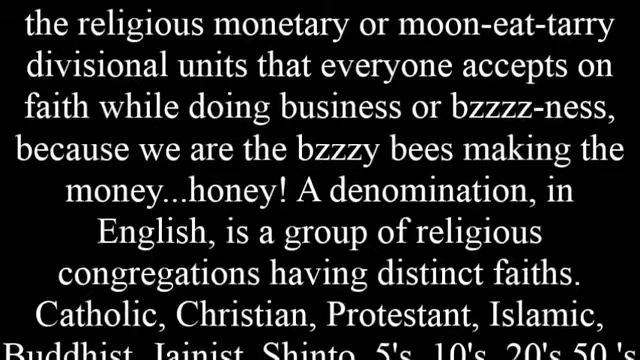 the religious monetary or moon-eat-tarry
divisional units that everyone accepts on
faith while doing business or bzzzz-ness,
because we are the bzzzy bees making the
money...honey! A denomination, in
English, is a group of religious
congregations having distinct faiths.
Catholic, Christian, Protestant, Islamic,
Buddhist, Jainist, Shinto, 5's, 10's, 20's 50 's